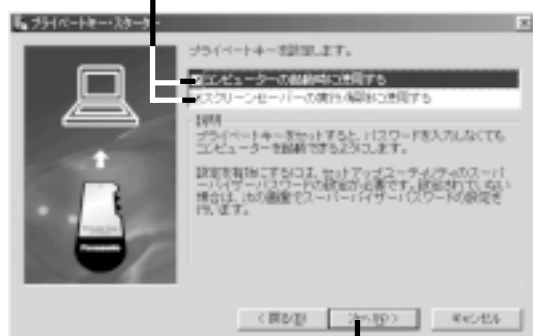 プライベートキー・スターター
プライベートキーを設定します。
コンピューターの起動時に使用する
スクリーンセーバーの実行/解除に使用する
説明
プライベートキーをセットすると、パスワードを入力しなくても
コンピューターを起動できるようにします。
設定を有効にするには、セットアップユーティリティのスーパ
ーバイザーパスワードの設定が必要です。設定されていない
場合は、次の画面でスーパーバイザーパスワードの設定を
行います。
Panasonic
< 戻る(B)
次へ(N) >
キャンセル